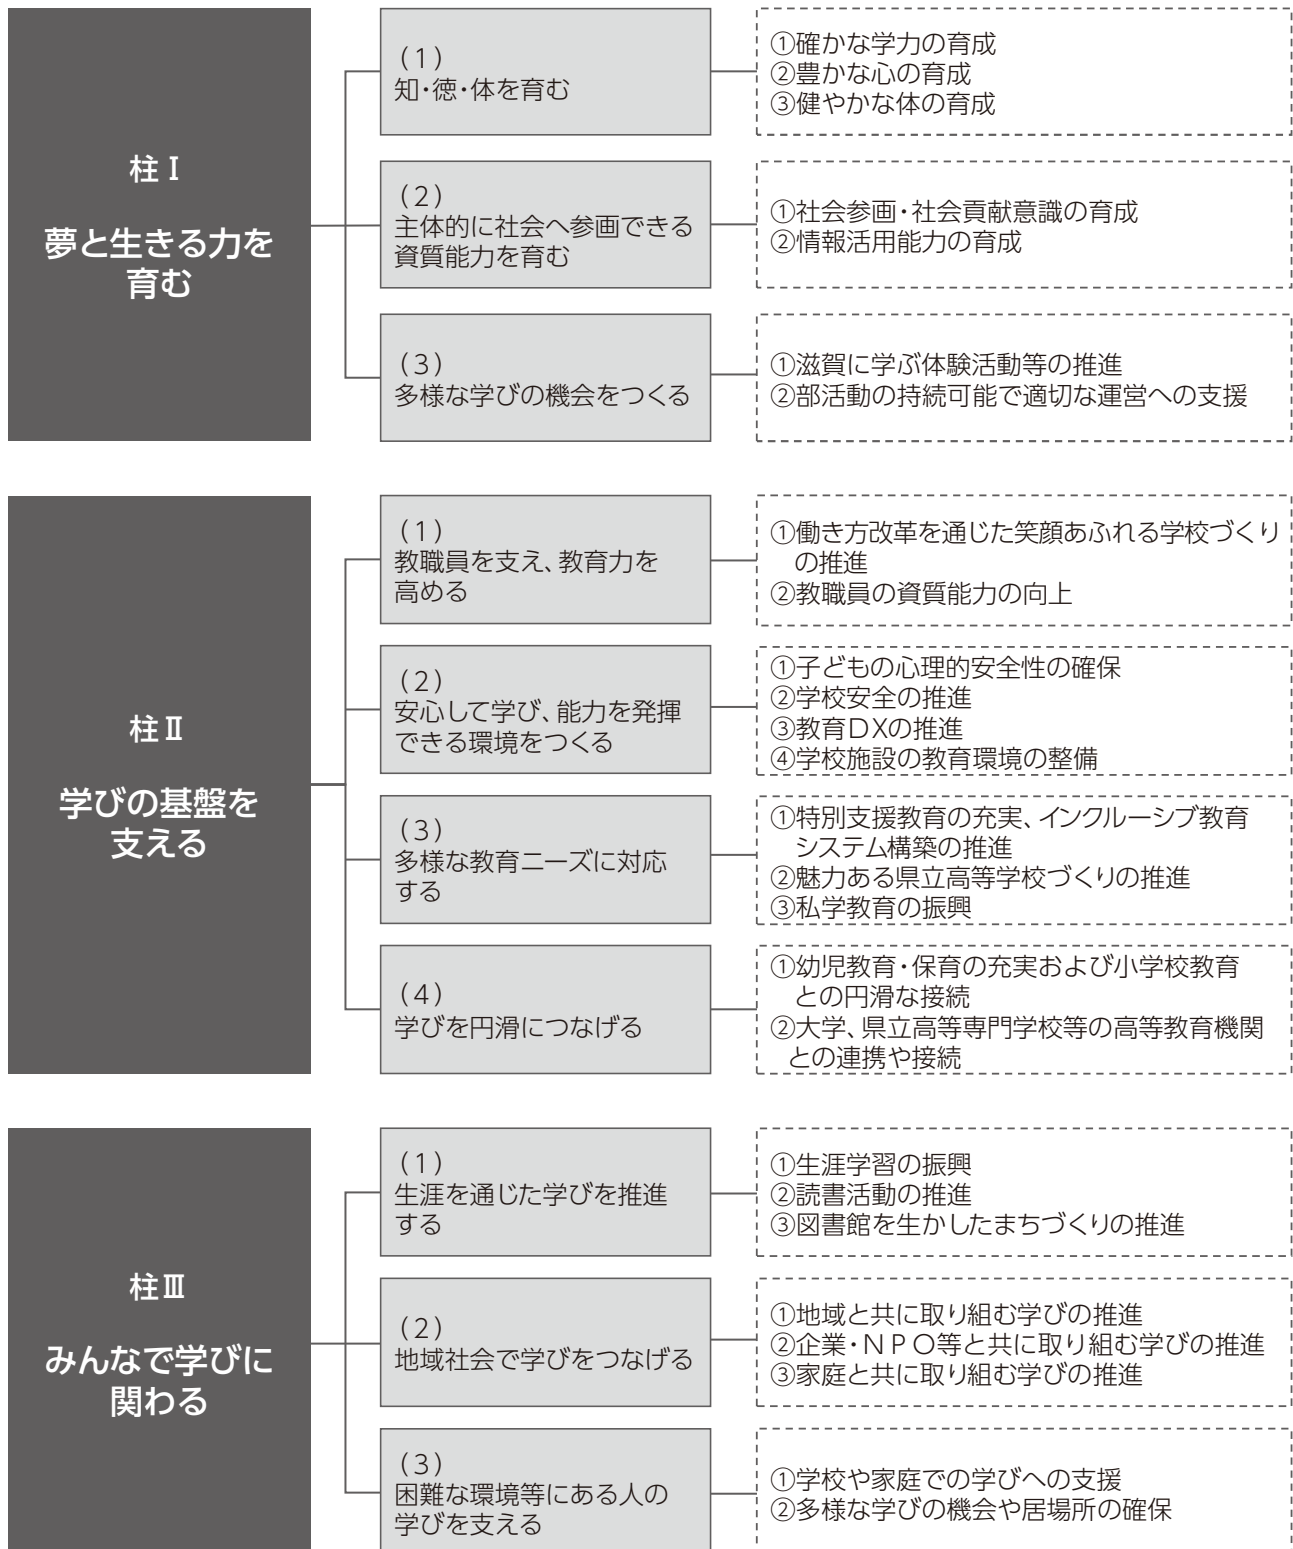 柱Ⅰ
夢と生きる力を
育む
(1)
知・徳・体を育む
①確かな学力の育成
②豊かな心の育成
③健やかな体の育成
(2)
主体的に社会へ参画できる
資質能力を育む
①社会参画・社会貢献意識の育成
②情報活用能力の育成
(3)
多様な学びの機会をつくる
①滋賀に学ぶ体験活動等の推進
②部活動の持続可能で適切な運営への支援
柱Ⅱ
学びの基盤を
支える
(1)
教職員を支え、教育力を
高める
①働き方改革を通じた笑顔あふれる学校づくり
の推進
②教職員の資質能力の向上
(2)
安心して学び、能力を発揮
できる環境をつくる
①子どもの心理的安全性の確保
②学校安全の推進
③教育DXの推進
④学校施設の教育環境の整備
(3)
多様な教育ニーズに対応
する
①特別支援教育の充実、インクルーシブ教育
システム構築の推進
②魅力ある県立高等学校づくりの推進
③私学教育の振興
(4)
学びを円滑につなげる
①幼児教育・保育の充実および小学校教育
との円滑な接続
②大学、県立高等専門学校等の高等教育機関
との連携や接続
柱Ⅲ
みんなで学びに
関わる
(1)
生涯を通じた学びを推進
する
①生涯学習の振興
②読書活動の推進
③図書館を生かしたまちづくりの推進
(2)
地域社会で学びをつなげる
①地域と共に取り組む学びの推進
②企業・NPO等と共に取り組む学びの推進
③家庭と共に取り組む学びの推進
(3)
困難な環境等にある人の
学びを支える
①学校や家庭での学びへの支援
②多様な学びの機会や居場所の確保